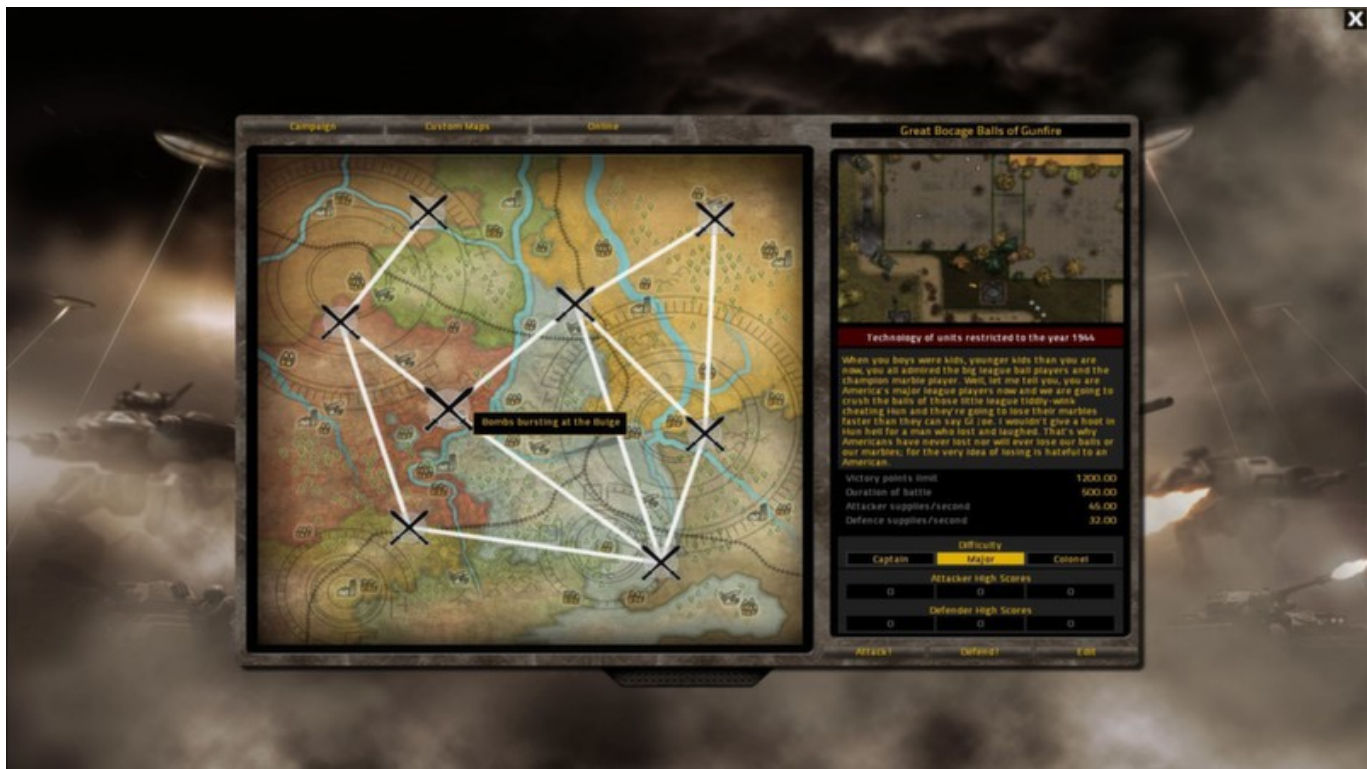 X
Campaign Custom Maps Online
Great Bocage Balls of Gunfire
Bombs bursting at the Bulge
Technology of units restricted to the year 1944
When you boys were kids, younger kids than you are
now, you all admired the big league ball players and the
champion marble player. Well, let me tell you, you are
America's major league players now and we are going to
crush the balls of those little league tiddly-wink
cheating Hun and they're going to lose their marbles
faster than they can say GI Joe. I wouldn't give a hoot in
Hun hell for a man who lost and laughed. That's why
Americans have never lost nor will ever lose our balls or
our marbles; for the very idea of losing is hateful to an
American.
Victory points limit 1200.00
Duration of battle 500.00
Attacker supplies/second 45.00
Defence supplies/second 32.00
Difficulty
Captain Major Colonel
Attacker High Scores
0 0 0
Defender High Scores
0 0 0
Attack! Defend! Edit